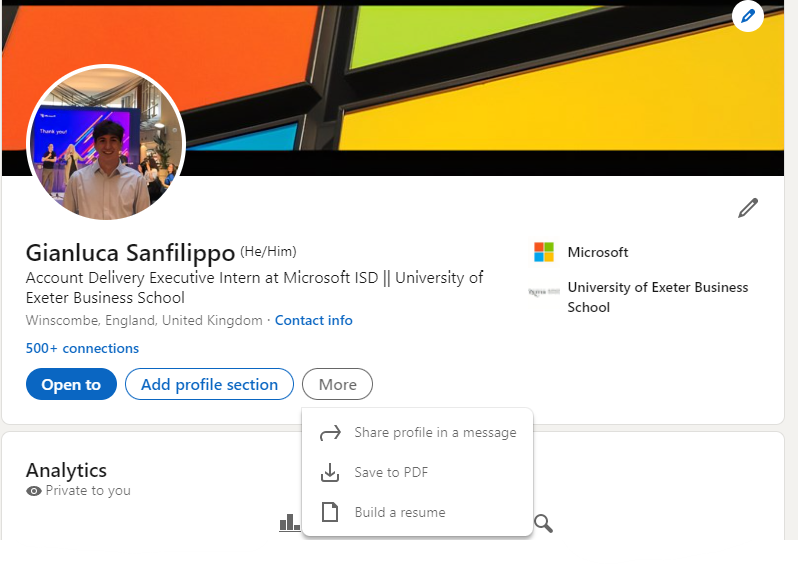 Thank you!
Gianluca Sanfilippo (He/Him)
Account Delivery Executive Intern at Microsoft ISD || University of
Exeter Business School
Winscombe, England, United Kingdom · Contact info
500+ connections
Microsoft
University of Exeter Business
School
Open to
Add profile section
More
Share profile in a message
Save to PDF
Build a resume
Analytics
Private to you